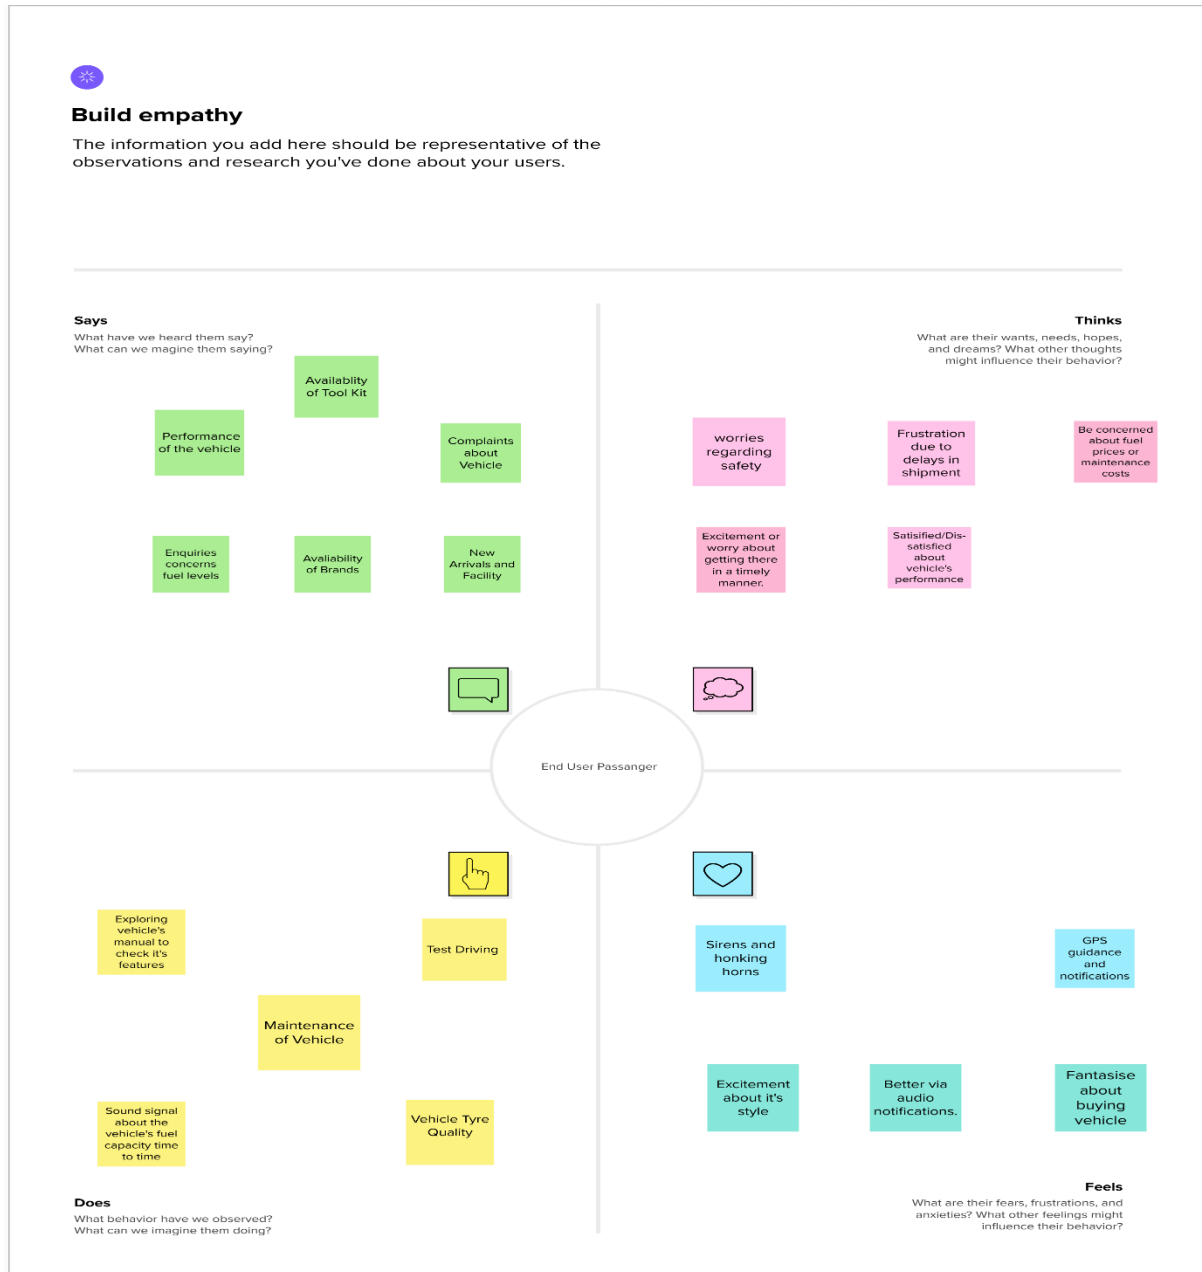 Build empathy
The information you add here should be representative of the
observations and research you've done about your users.
Says
What have we heard them say?
What can we magine them saying?
Availablity
of Tool Kit
Performance
of the vehicle
Complaints
about
Vehicle
Enquiries
concerns
fuel levels
Avaliability
of Brands
New
Arrivals and
Facility
Thinks
What are their wants, needs, hopes,
and dreams? What other thoughts
might influence their behavior?
worries
regarding
safety
Frustration
due to
delays in
shipment
Be concerned
about fuel
prices or
maintenance
costs
Excitement or
worry about
getting there
in a timely
manner.
Satisified/Dis-
satisfied
about
vehicle's
performance
End User Passanger
Exploring
vehicle's
manual to
check it's
features
Test Driving
Maintenance
of Vehicle
Sound signal
about the
vehicle's fuel
capacity time
to time
Vehicle Tyre
Quality
Does
What behavior have we observed?
What can we imagine them doing?
Sirens and
honking
horns
GPS
guidance
and
notifications
Excitement
about it's
style
Better via
audio
notifications.
Fantasise
about
buying
vehicle
Feels
What are their fears, frustrations, and
anxieties? What other feelings might
influence their behavior?